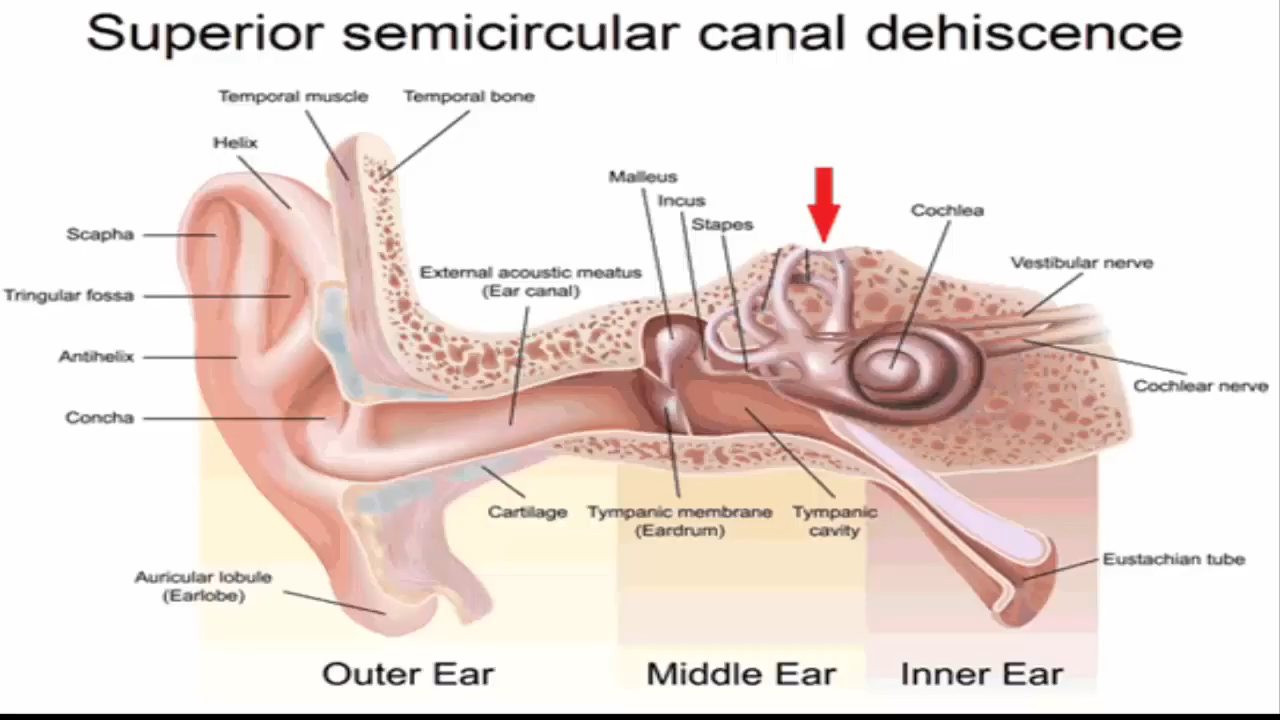 Superior semicircular canal dehiscence
Temporal muscle
Temporal bone
Helix
Malleus
Incus
Stapes
Cochlea
Scapha
External acoustic meatus
(Ear canal)
Vestibular nerve
Tringular fossa
Antihelix
Cochlear nerve
Concha
Cartilage
Tympanic membrane
(Eardrum)
Tympanic
cavity
Eustachian tube
Auricular lobule
(Earlobe)
Outer Ear
Middle Ear
Inner Ear